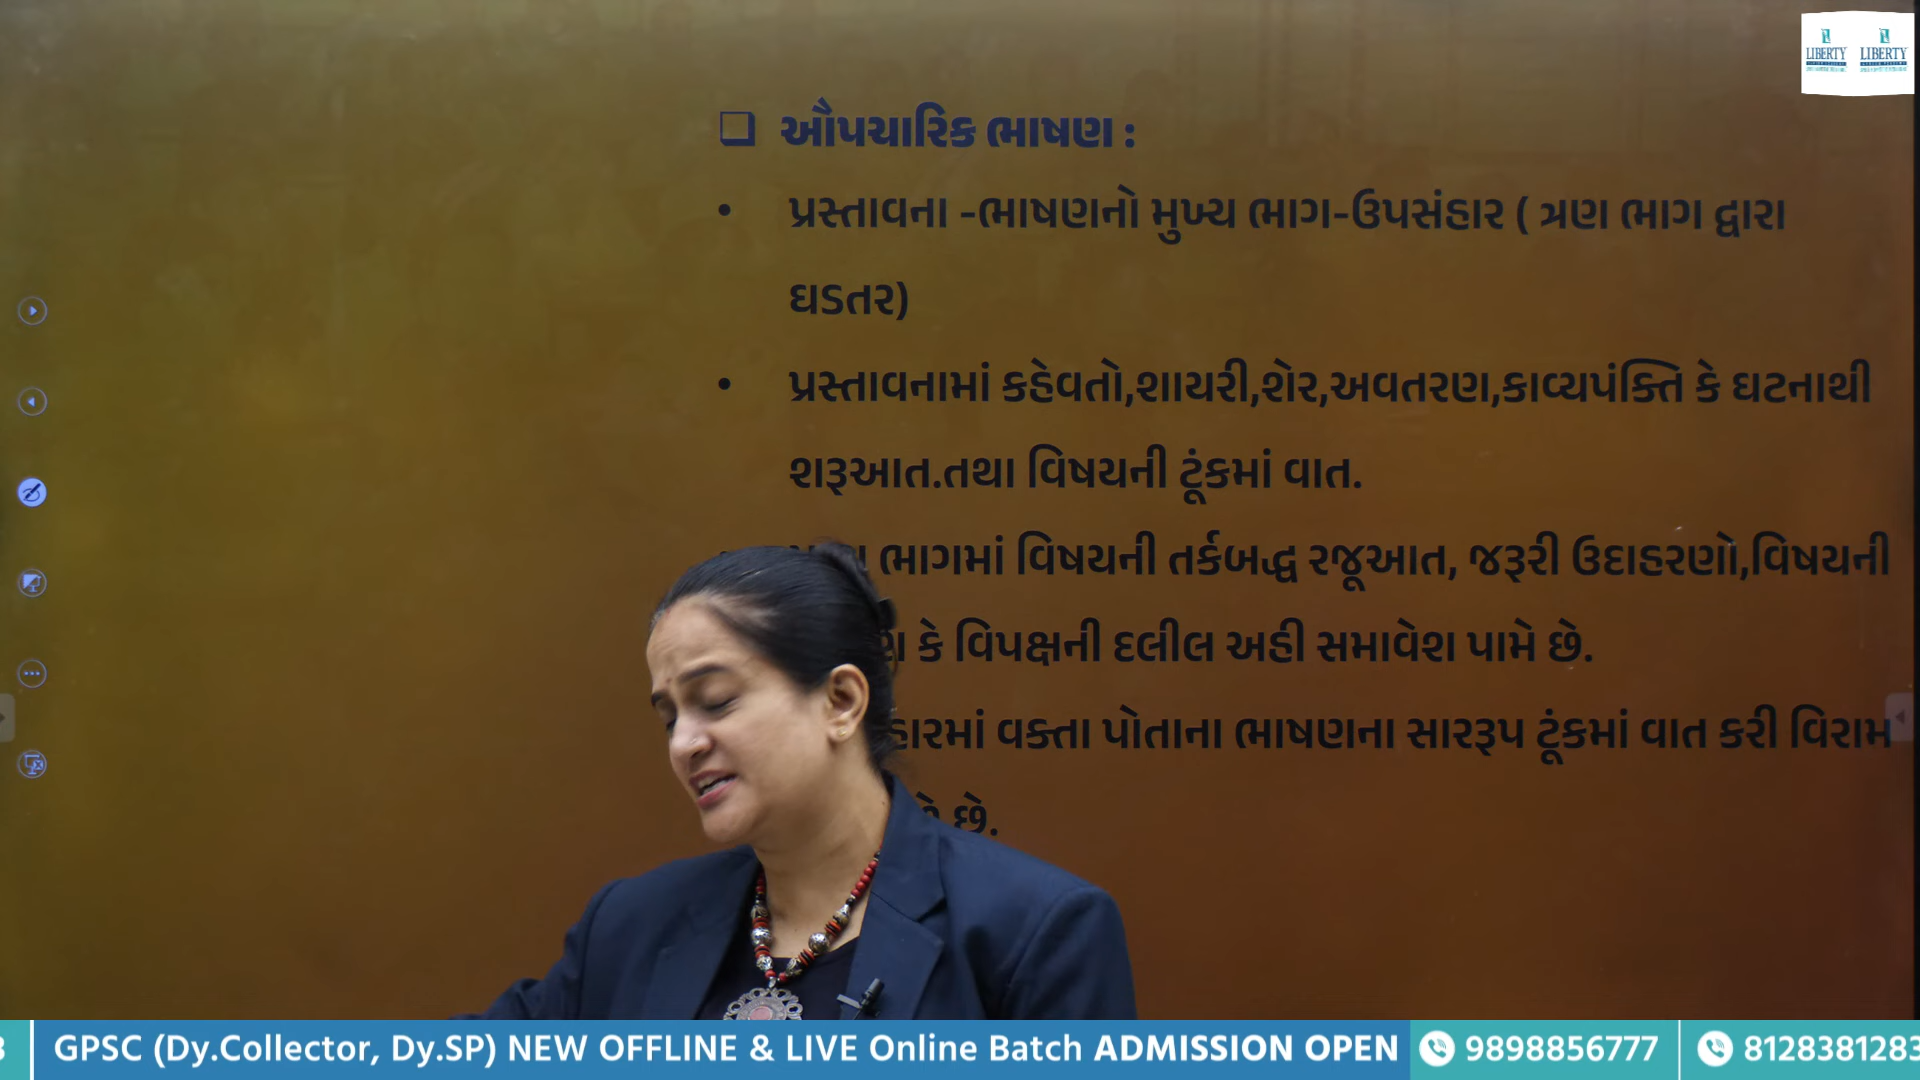 LIBERTY LIBERTY
❑ ઔપચારિક ભાષણ :
• પ્રસ્તાવના -ભાષણનો મુખ્ય ભાગ-ઉપસંહાર ( ત્રણ ભાગ દ્વારા
ઘડતર)
• પ્રસ્તાવનામાં કહેવતો,શાયરી,શેર,અવતરણ,કાવ્યપંક્તિ કે ઘટનાથી
શરૂઆત.તથા વિષયની ટૂંકમાં વાત.
ભાગમાં વિષયની તર્કબદ્ધ રજૂઆત, જરૂરી ઉદાહરણો,વિષયની
કે વિપક્ષની દલીલ અહી સમાવેશ પામે છે.
વક્તા પોતાના ભાષણના સારરૂપ ટૂંકમાં વાત કરી વિરામ
છે.
GPSC (Dy.Collector, Dy.SP) NEW OFFLINE & LIVE Online Batch ADMISSION OPEN 9898856777 8128381283